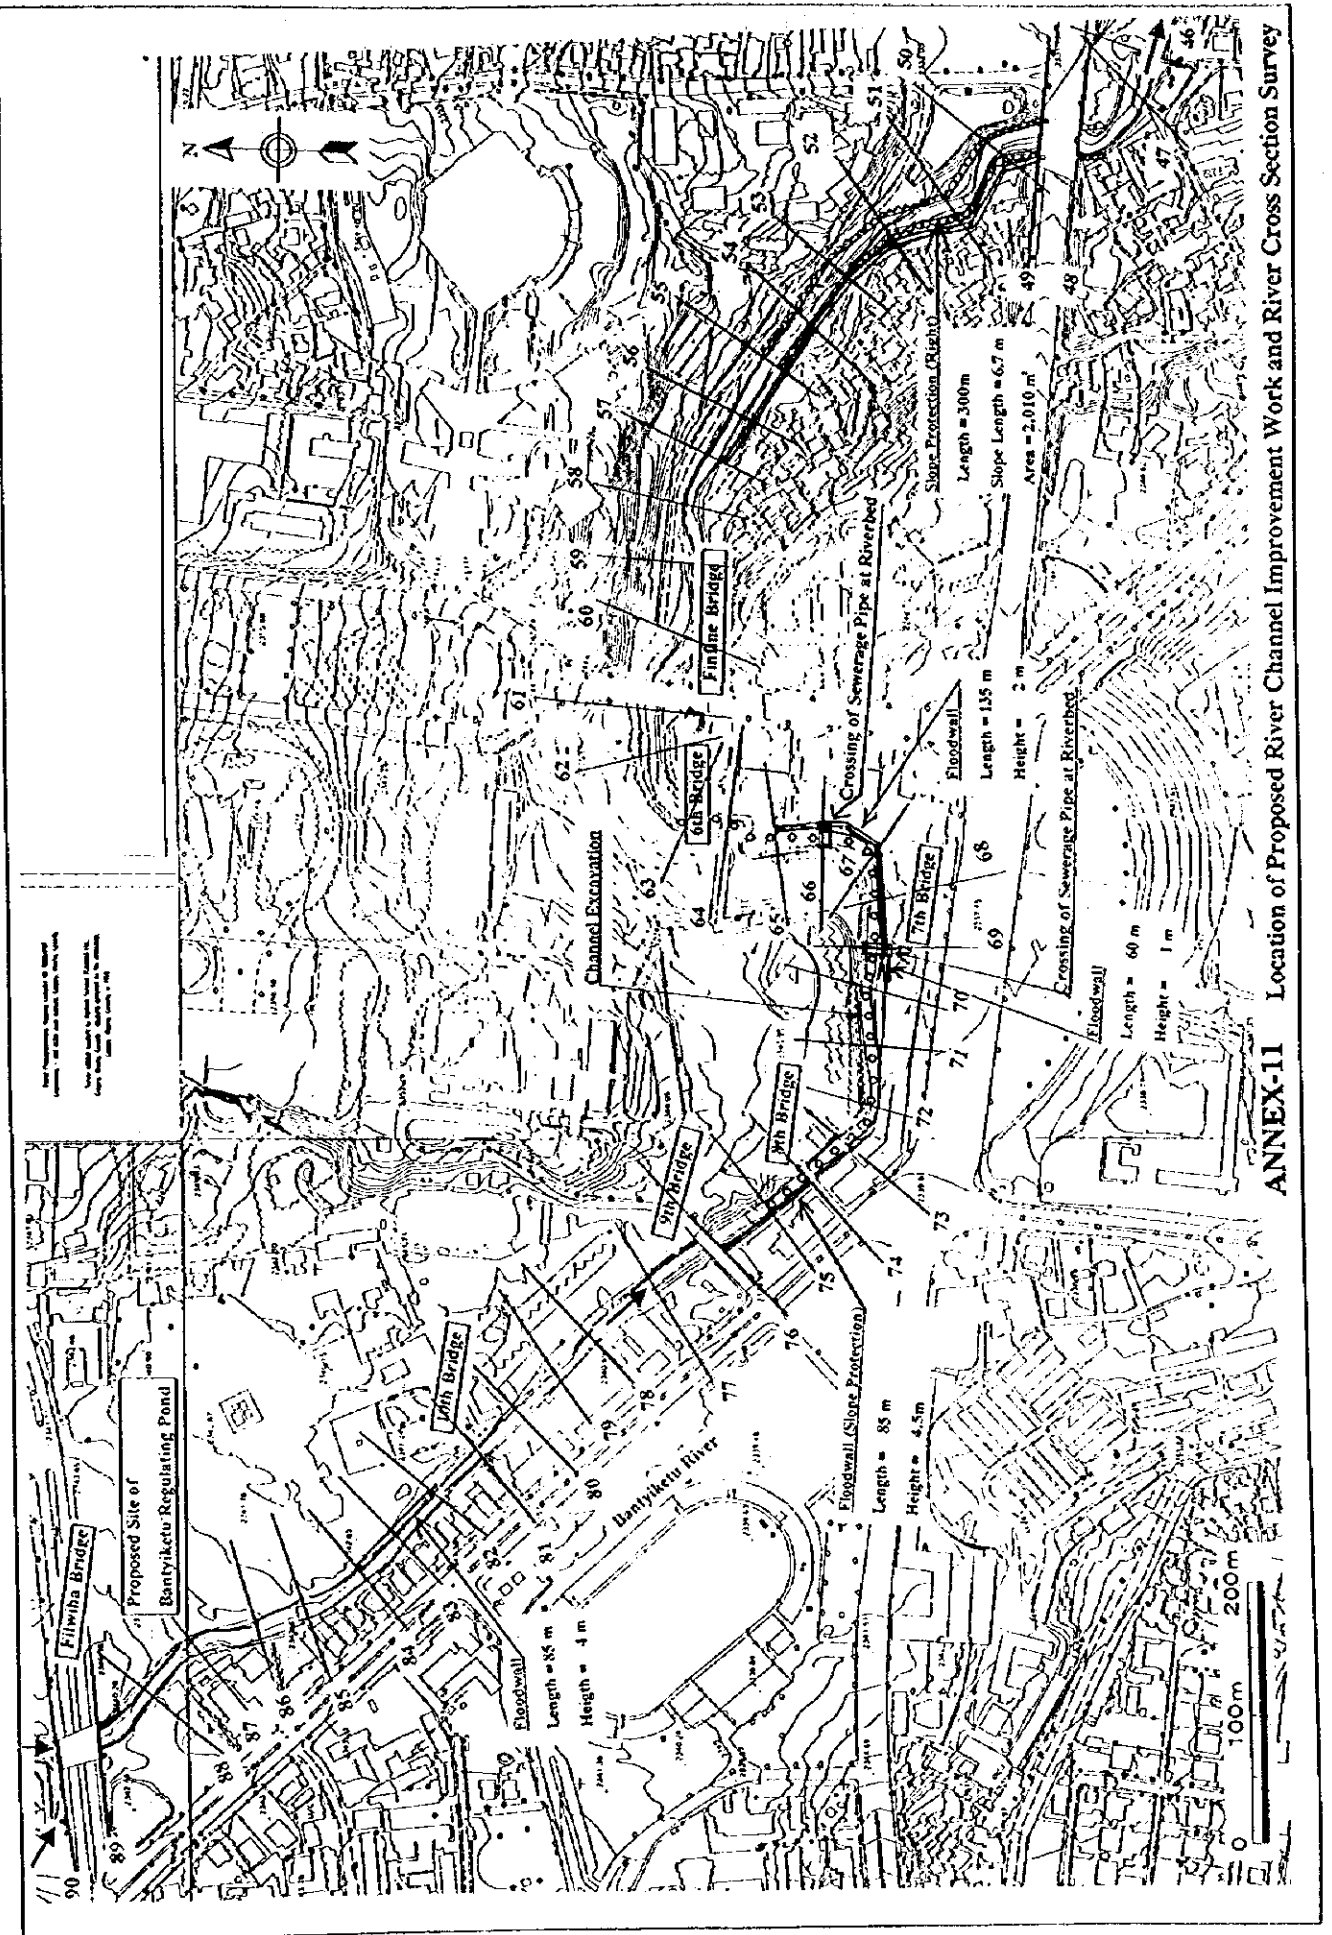 N
90
89
88
87
86
85
84
83
82
81
80
79
78
77
76
75
74
73
72
71
70
69
68
67
66
65
64
63
62
61
60
59
58
57
56
55
54
53
52
51
50
49
48
47
46
Filwiha Bridge
Proposed Site of
Bantyiketu Regulating Pond
10th Bridge
9th Bridge
8th Bridge
7th Bridge
6th Bridge
Finfine Bridge
Bantyiketu River
Channel Excavation
Floodwall
Length = 85 m
Heigth = 4 m
Floodwall (Slope Protection)
Length = 85 m
Height = 4.5m
Floodwall
Length = 60 m
Height = 1 m
Crossing of Sewerage Pipe at Riverbed
Floodwall
Length = 135 m
Height = 2 m
Crossing of Sewerage Pipe at Riverbed
Slope Protection (Right)
Length = 300m
Slope Length = 6.7 m
Area = 2,010 m²
0 100m 200m
ANNEX-11 Location of Proposed River Channel Improvement Work and River Cross Section Survey